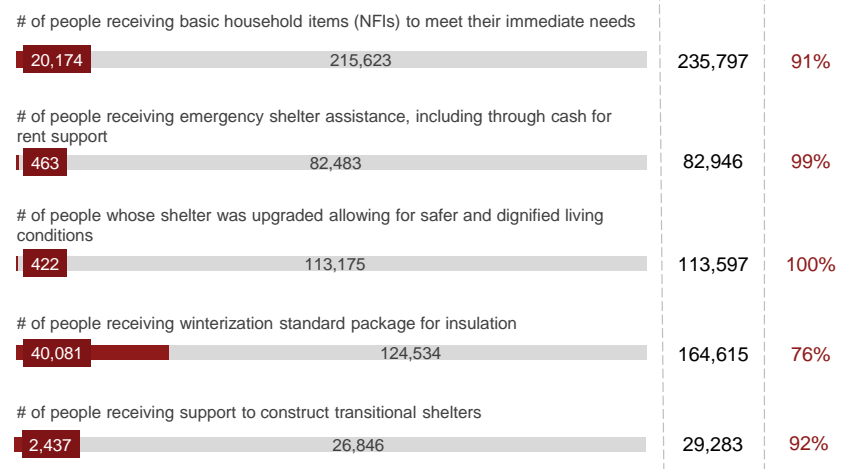 # of people receiving basic household items (NFIs) to meet their immediate needs
20,174 215,623 235,797 91%
# of people receiving emergency shelter assistance, including through cash for
rent support
463 82,483 82,946 99%
# of people whose shelter was upgraded allowing for safer and dignified living
conditions
422 113,175 113,597 100%
# of people receiving winterization standard package for insulation
40,081 124,534 164,615 76%
# of people receiving support to construct transitional shelters
2,437 26,846 29,283 92%